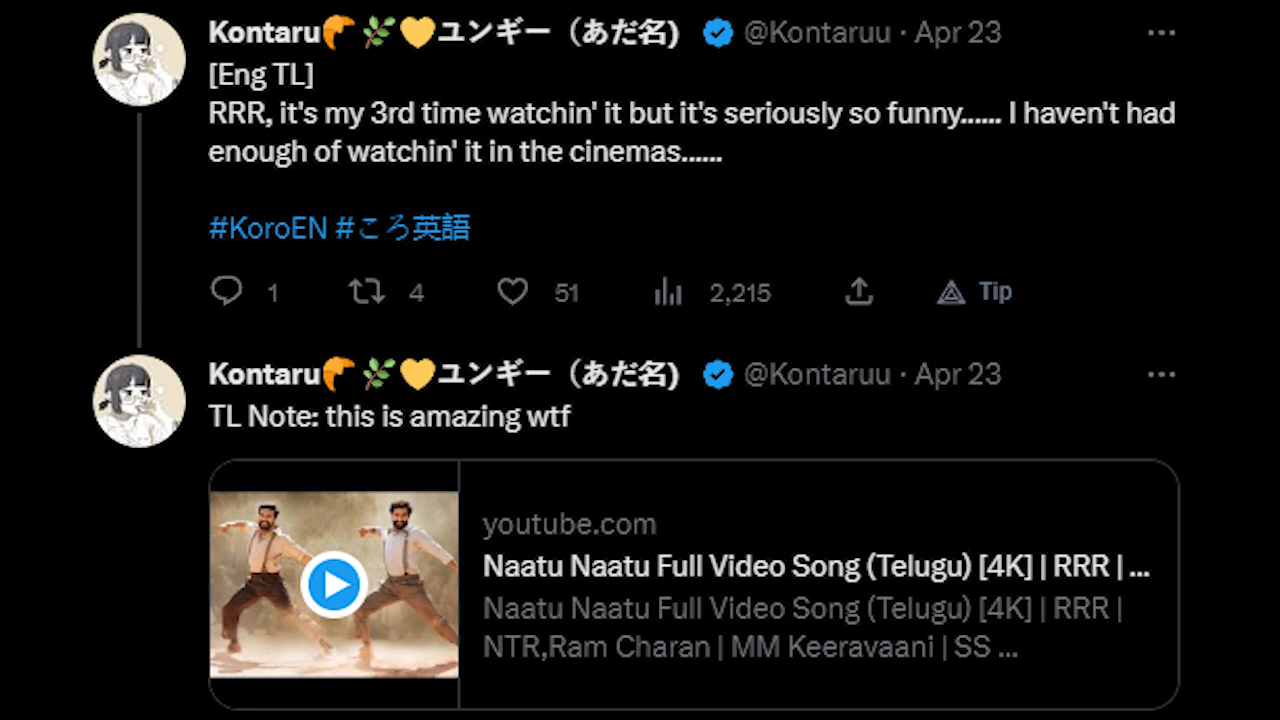 Kontaru🥐🌿💛ユンギー（あだ名) @Kontaruu · Apr 23
[Eng TL]
RRR, it's my 3rd time watchin' it but it's seriously so funny...... I haven't had
enough of watchin' it in the cinemas......
#KoroEN #ころ英語
1 4 51 2,215 Tip
Kontaru🥐🌿💛ユンギー（あだ名) @Kontaruu · Apr 23
TL Note: this is amazing wtf
youtube.com
Naatu Naatu Full Video Song (Telugu) [4K] | RRR | ...
Naatu Naatu Full Video Song (Telugu) [4K] | RRR |
NTR,Ram Charan | MM Keeravaani | SS ...